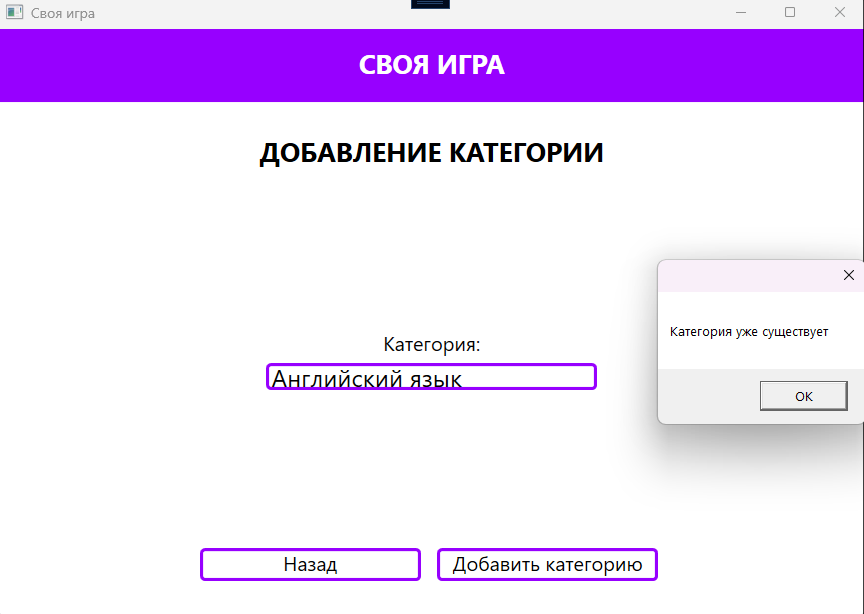 Своя игра
СВОЯ ИГРА
ДОБАВЛЕНИЕ КАТЕГОРИИ
Категория уже существует
OK
Категория:
Английский язык
Назад
Добавить категорию